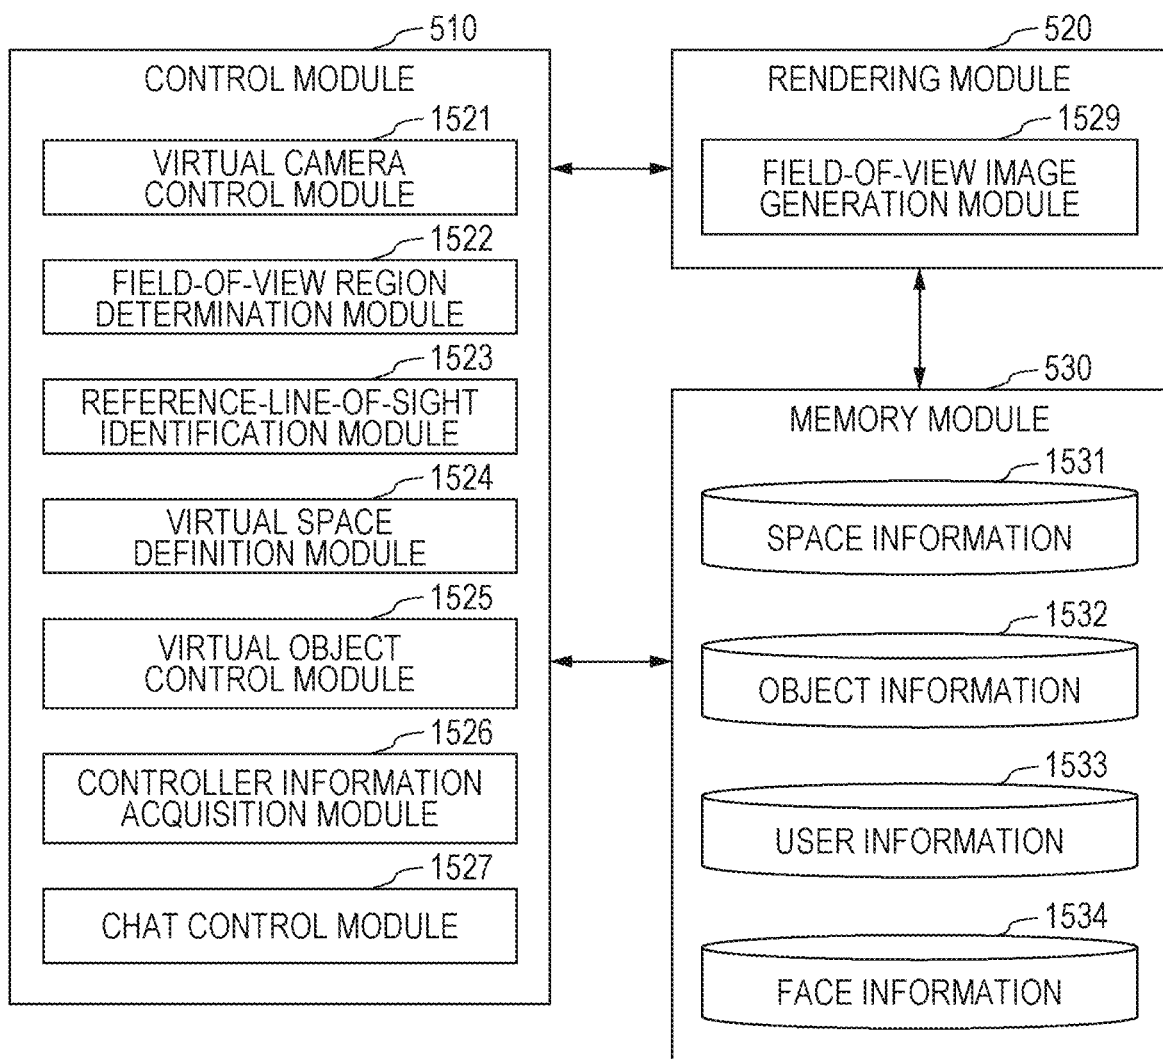 510
CONTROL MODULE
1521
VIRTUAL CAMERA
CONTROL MODULE
1522
FIELD-OF-VIEW REGION
DETERMINATION MODULE
1523
REFERENCE-LINE-OF-SIGHT
IDENTIFICATION MODULE
1524
VIRTUAL SPACE
DEFINITION MODULE
1525
VIRTUAL OBJECT
CONTROL MODULE
1526
CONTROLLER INFORMATION
ACQUISITION MODULE
1527
CHAT CONTROL MODULE
520
RENDERING MODULE
1529
FIELD-OF-VIEW IMAGE
GENERATION MODULE
530
MEMORY MODULE
1531
SPACE INFORMATION
1532
OBJECT INFORMATION
1533
USER INFORMATION
1534
FACE INFORMATION